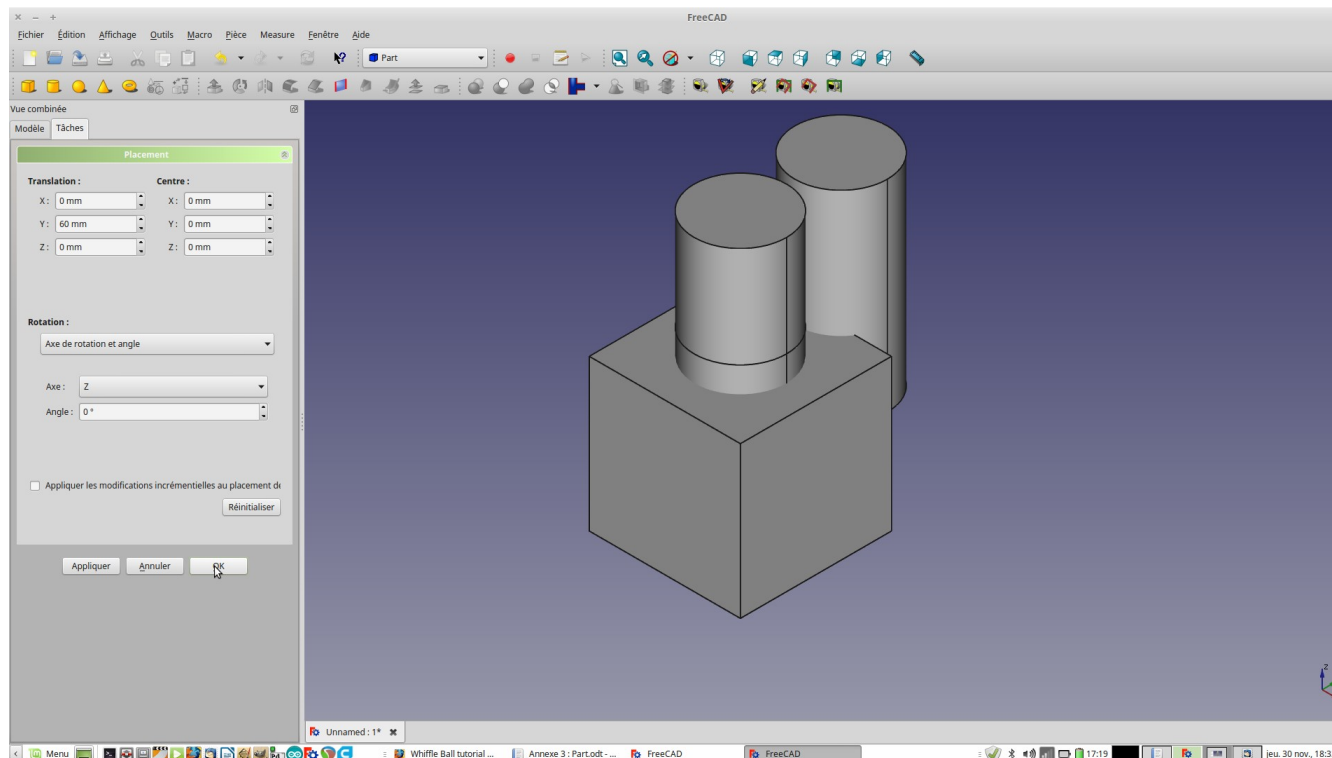 FreeCAD
Fichier Édition Affichage Outils Macro Pièce Measure Fenêtre Aide
Part
Vue combinée
Modèle Tâches
Placement
Translation : Centre :
X : 0 mm X : 0 mm
Y : 60 mm Y : 0 mm
Z : 0 mm Z : 0 mm
Rotation :
Axe de rotation et angle
Axe : Z
Angle : 0 °
Appliquer les modifications incrémentielles au placement de
Réinitialiser
Appliquer Annuler OK
Z
Unnamed : 1*
Menu Whiffle Ball tutorial ... Annexe 3 : Part.odt - ... FreeCAD FreeCAD 17:19 jeu. 30 nov., 18:3